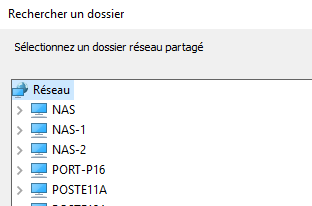 Rechercher un dossier
Sélectionnez un dossier réseau partagé
Réseau
NAS
NAS-1
NAS-2
PORT-P16
POSTE11A